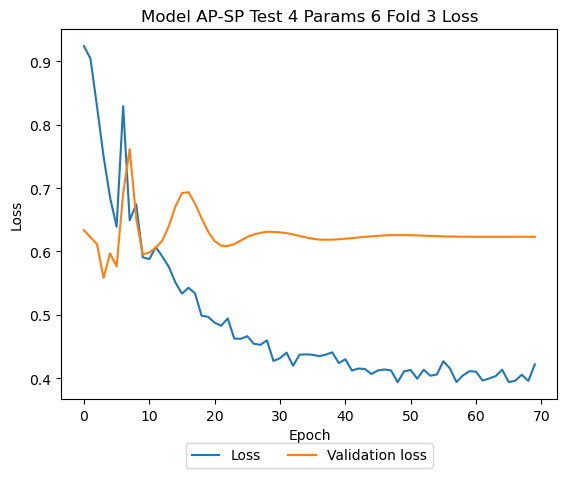 Model AP-SP Test 4 Params 6 Fold 3 Loss
Loss
0.9
0.8
0.7
0.6
0.5
0.4
0 10 20 30 40 50 60 70
Epoch
Loss Validation loss